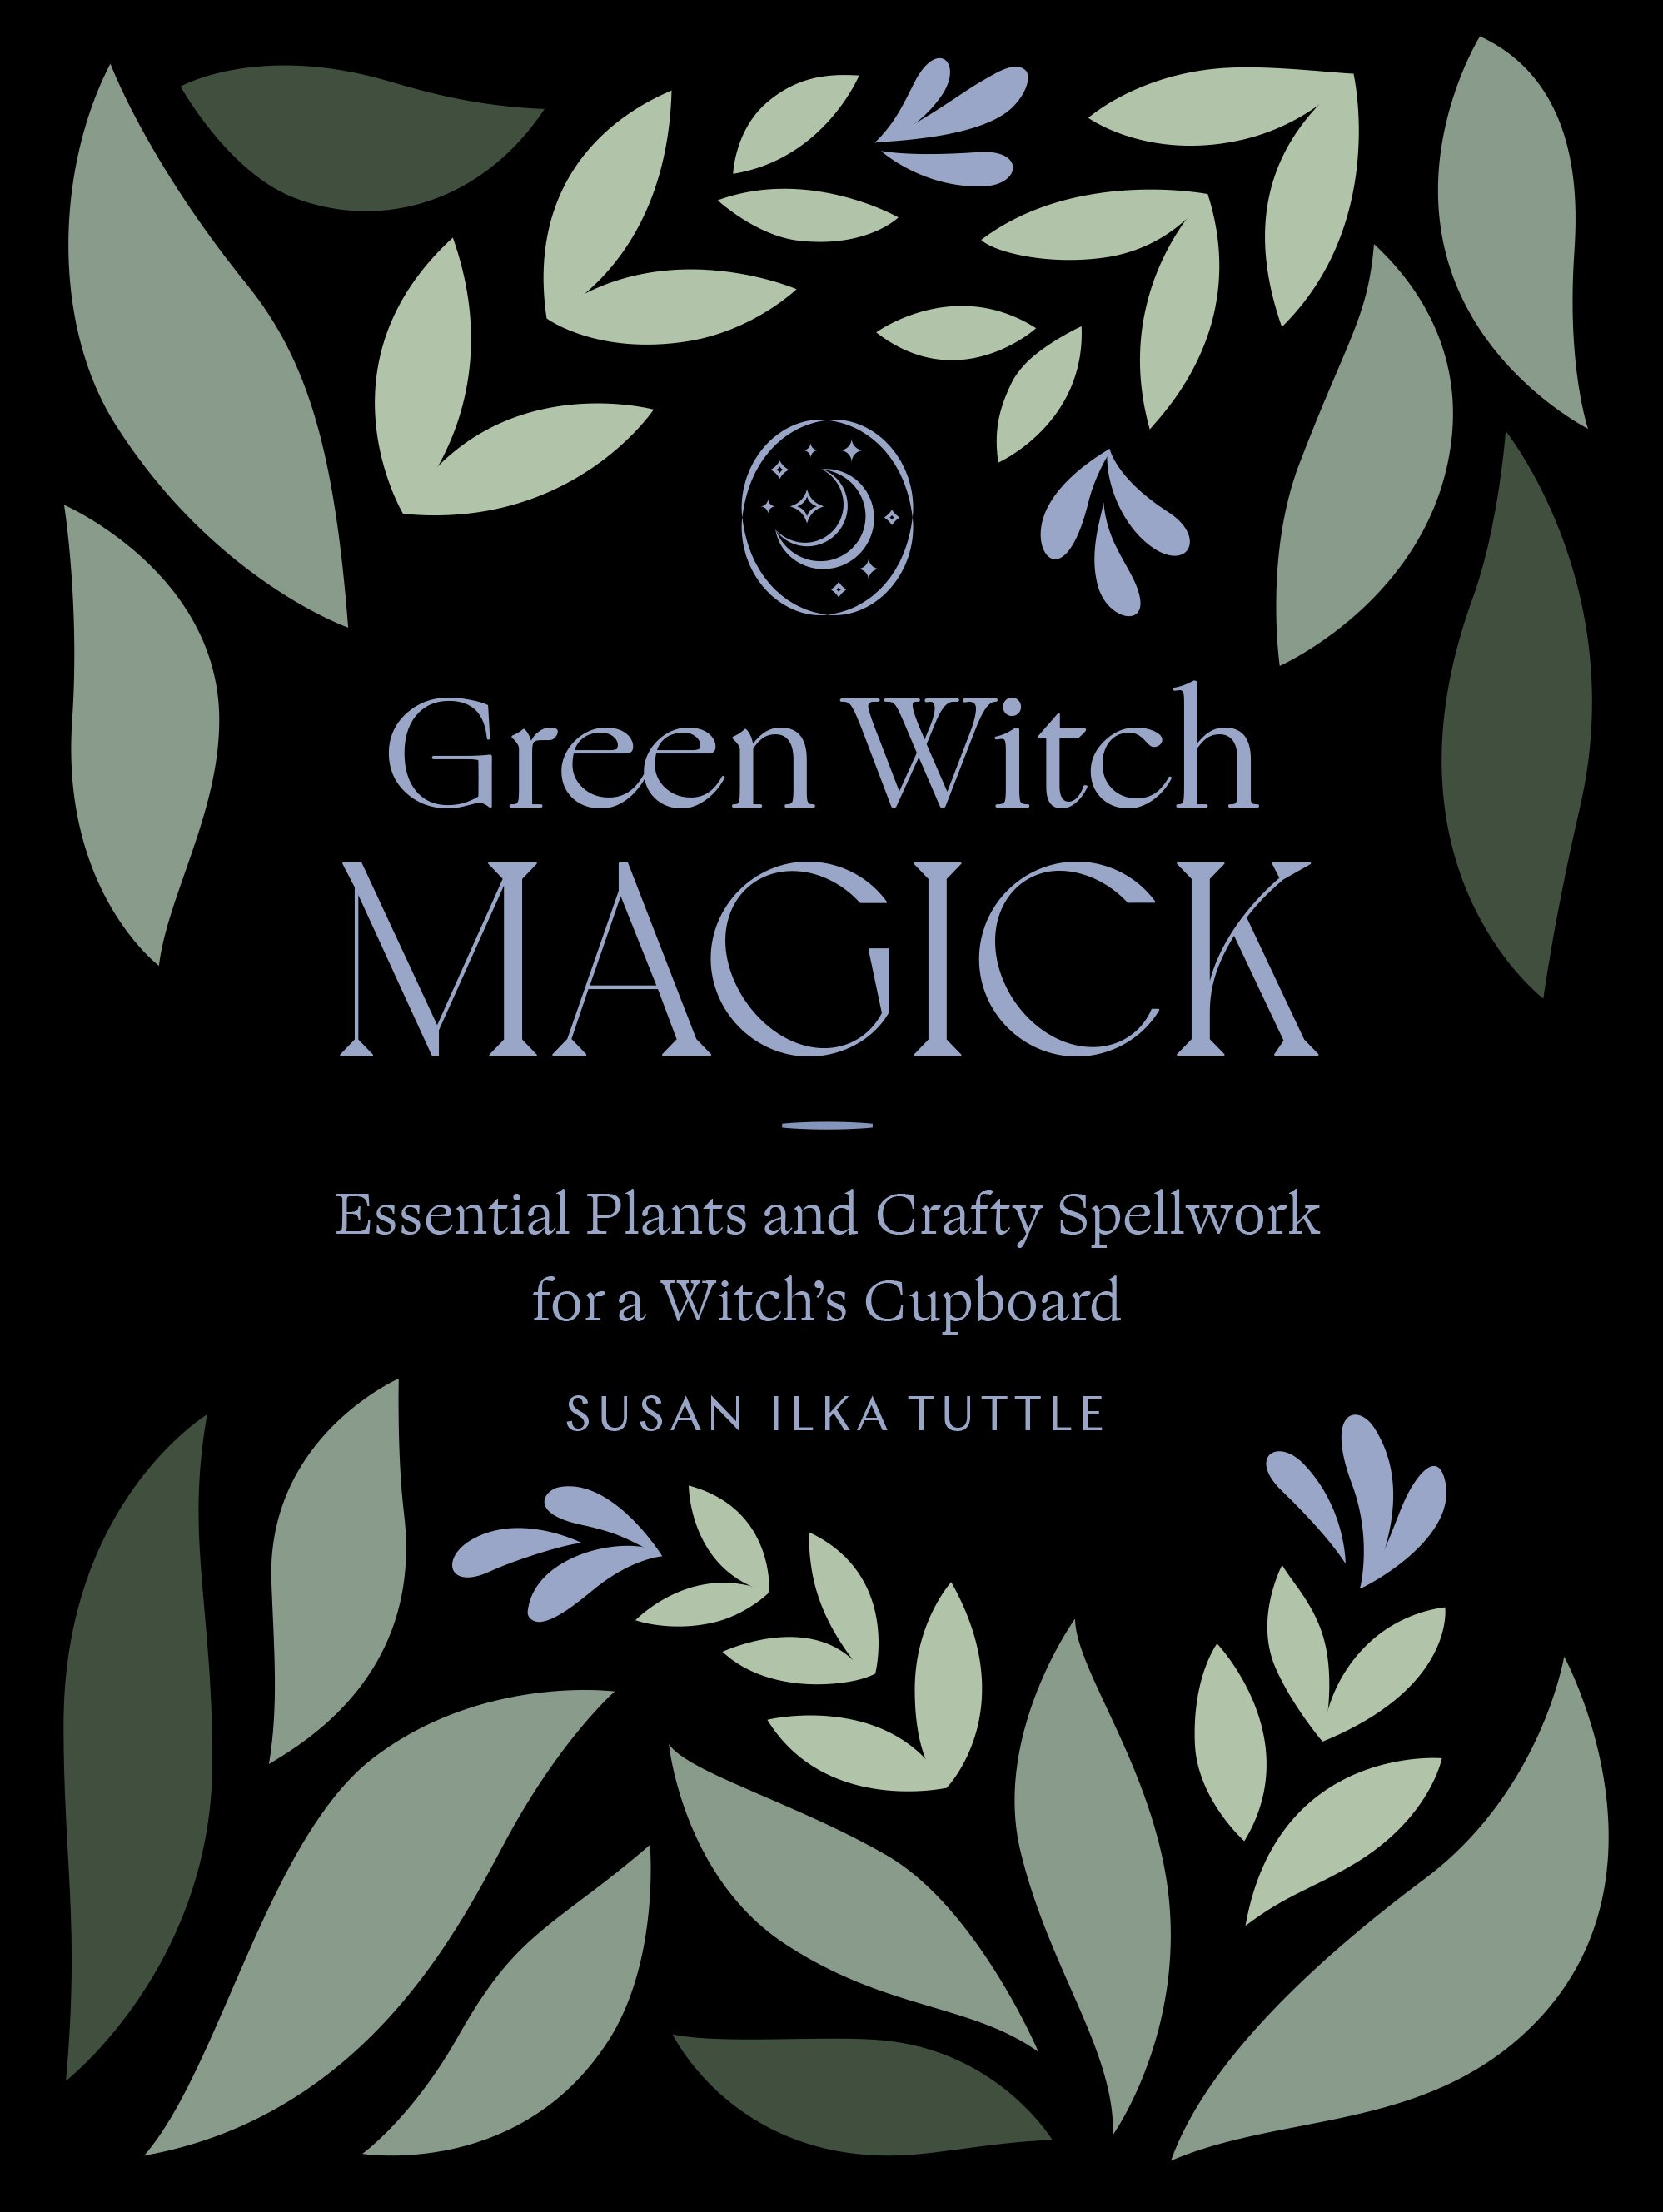 Green Witch
MAGICK
Essential Plants and Crafty Spellwork
for a Witch’s Cupboard
SUSAN ILKA TUTTLE